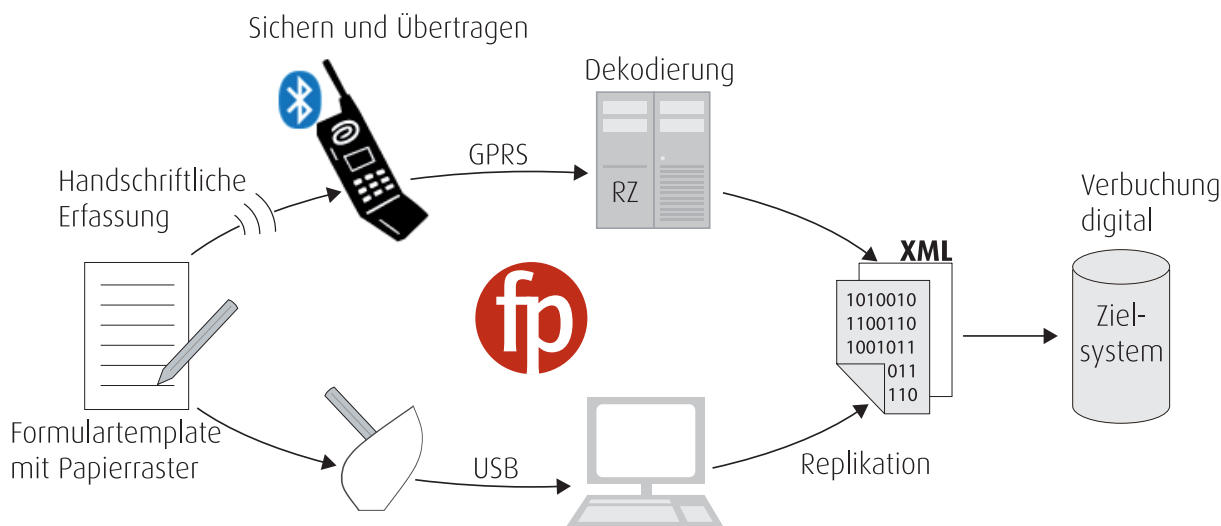 Sichern und Übertragen
Dekodierung
GPRS
RZ
Handschriftliche
Erfassung
Verbuchung
digital
XML
1010010
1100110
1001011
011
110
Ziel-
system
fp
Formulartemplate
mit Papierraster
USB
Replikation